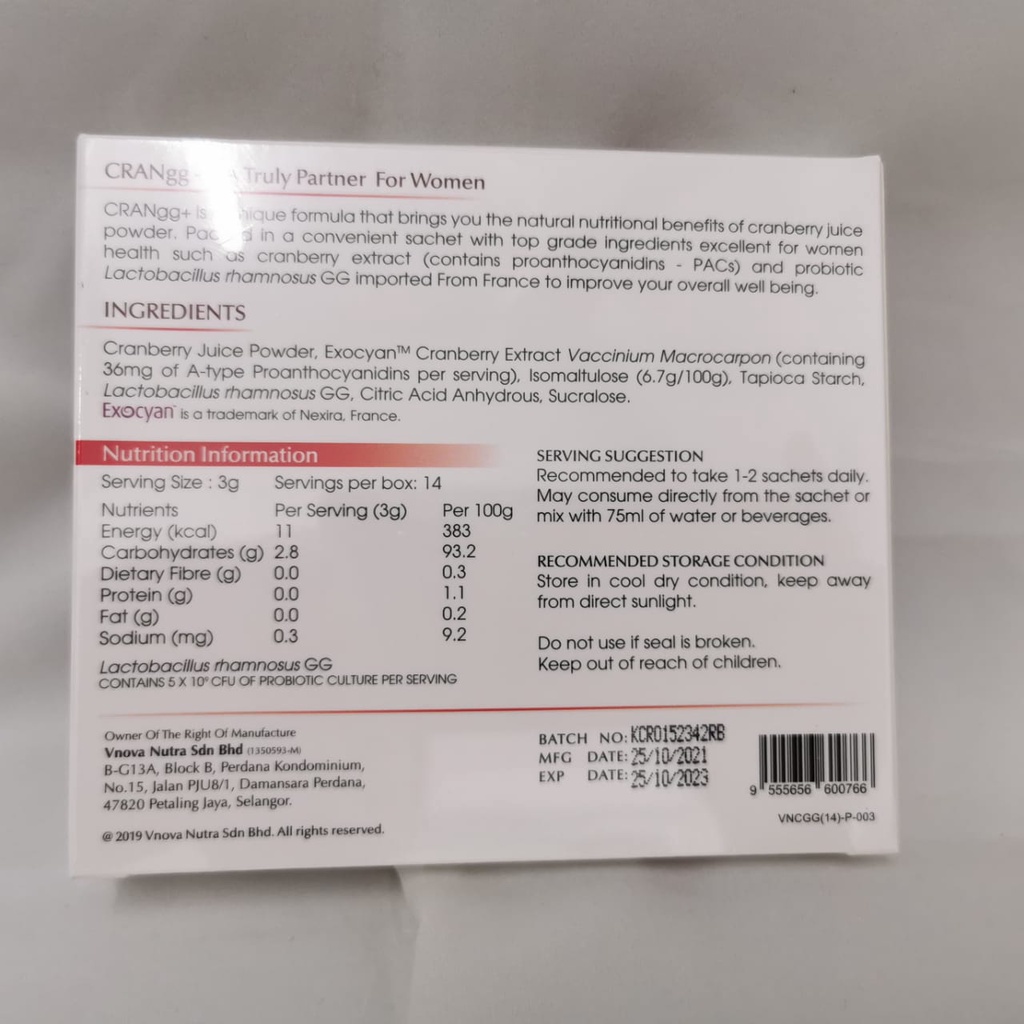 CRANgg Truly Partner For Women
CRANgg+ is unique formula that brings you the natural nutritional benefits of cranberry juice
powder. Packed in a convenient sachet with top grade ingredients excellent for women
health such as cranberry extract (contains proanthocyanidins - PACs) and probiotic
Lactobacillus rhamnosus GG imported From France to improve your overall well being.
INGREDIENTS
Cranberry Juice Powder, Exocyan™ Cranberry Extract Vaccinium Macrocarpon (containing
36mg of A-type Proanthocyanidins per serving), Isomaltulose (6.7g/100g), Tapioca Starch,
Lactobacillus rhamnosus GG, Citric Acid Anhydrous, Sucralose.
Exocyan™ is a trademark of Nexira, France.
Nutrition Information
Serving Size : 3g Servings per box: 14
Nutrients Per Serving (3g) Per 100g
Energy (kcal) 11 383
Carbohydrates (g) 2.8 93.2
Dietary Fibre (g) 0.0 0.3
Protein (g) 0.0 1.1
Fat (g) 0.0 0.2
Sodium (mg) 0.3 9.2
Lactobacillus rhamnosus GG
CONTAINS 5 X 10⁹ CFU OF PROBIOTIC CULTURE PER SERVING
SERVING SUGGESTION
Recommended to take 1-2 sachets daily.
May consume directly from the sachet or
mix with 75ml of water or beverages.
RECOMMENDED STORAGE CONDITION
Store in cool dry condition, keep away
from direct sunlight.
Do not use if seal is broken.
Keep out of reach of children.
Owner Of The Right Of Manufacture
Vnova Nutra Sdn Bhd (1350593-M)
B-G13A, Block B, Perdana Kondominium,
No.15, Jalan PJU8/1, Damansara Perdana,
47820 Petaling Jaya, Selangor.
@ 2019 Vnova Nutra Sdn Bhd. All rights reserved.
BATCH NO: KCR0152342RB
MFG DATE: 25/10/2021
EXP DATE: 25/10/2023
9 555656 600766
VNCGG(14)-P-003